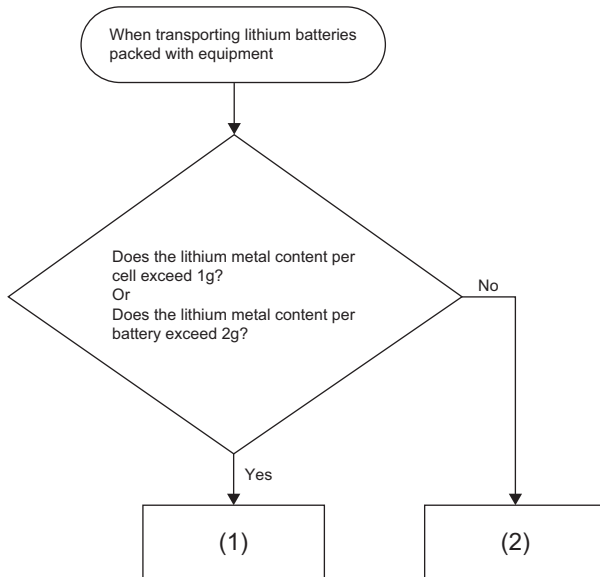 When transporting lithium batteries
packed with equipment
Does the lithium metal content per
cell exceed 1g?
Or
Does the lithium metal content per
battery exceed 2g?
No
Yes
(1)
(2)